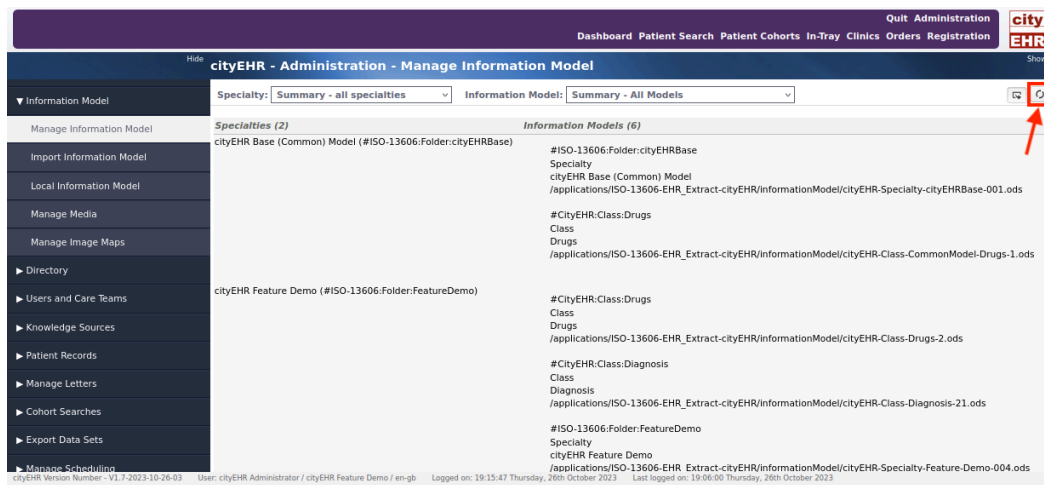 Quit Administration
city
EHR
Dashboard Patient Search Patient Cohorts In-Tray Clinics Orders Registration
Hide
cityEHR - Administration - Manage Information Model
Show
▼ Information Model
Specialty: Summary - all specialties Information Model: Summary - All Models
Manage Information Model
Import Information Model
Local Information Model
Manage Media
Manage Image Maps
► Directory
► Users and Care Teams
► Knowledge Sources
► Patient Records
► Manage Letters
► Cohort Searches
► Export Data Sets
► Manage Scheduling
Specialties (2) Information Models (6)
cityEHR Base (Common) Model (#ISO-13606:Folder:cityEHRBase)
#ISO-13606:Folder:cityEHRBase
Specialty
cityEHR Base (Common) Model
/applications/ISO-13606-EHR_Extract-cityEHR/informationModel/cityEHR-Specialty-cityEHRBase-001.ods
#CityEHR:Class:Drugs
Class
Drugs
/applications/ISO-13606-EHR_Extract-cityEHR/informationModel/cityEHR-Class-CommonModel-Drugs-1.ods
cityEHR Feature Demo (#ISO-13606:Folder:FeatureDemo)
#CityEHR:Class:Drugs
Class
Drugs
/applications/ISO-13606-EHR_Extract-cityEHR/informationModel/cityEHR-Class-Drugs-2.ods
#CityEHR:Class:Diagnosis
Class
Diagnosis
/applications/ISO-13606-EHR_Extract-cityEHR/informationModel/cityEHR-Class-Diagnosis-21.ods
#ISO-13606:Folder:FeatureDemo
Specialty
cityEHR Feature Demo
/applications/ISO-13606-EHR_Extract-cityEHR/informationModel/cityEHR-Specialty-Feature-Demo-004.ods
cityEHR Version Number - V1.7-2023-10-26-03 User: cityEHR Administrator / cityEHR Feature Demo / en-gb Logged on: 19:15:47 Thursday, 26th October 2023 Last logged on: 19:06:00 Thursday, 26th October 2023